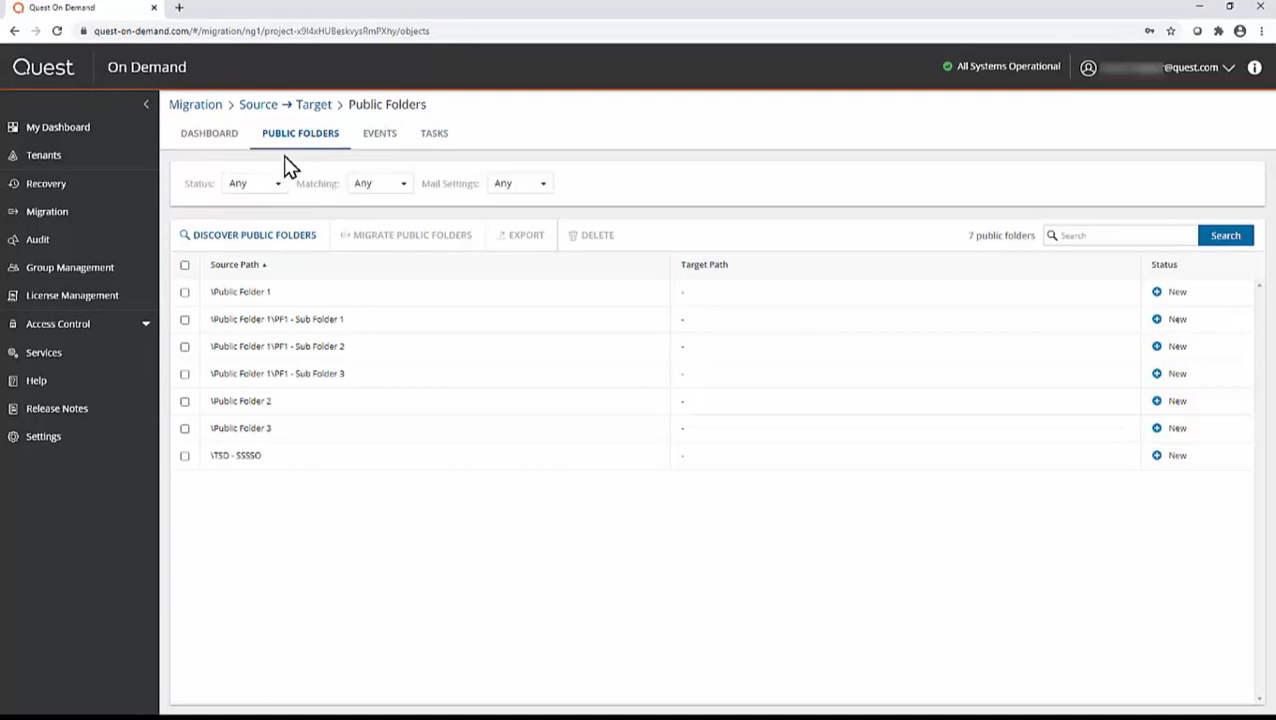 Quest On Demand
quest-on-demand.com/#/migration/ng1/project-x9l4xHUBeskvysRmPXhy/objects
Quest On Demand All Systems Operational @quest.com
My Dashboard
Tenants
Recovery
Migration
Audit
Group Management
License Management
Access Control
Services
Help
Release Notes
Settings
Migration > Source → Target > Public Folders
DASHBOARD PUBLIC FOLDERS EVENTS TASKS
Status: Any Matching: Any Mail Settings: Any
DISCOVER PUBLIC FOLDERS MIGRATE PUBLIC FOLDERS EXPORT DELETE 7 public folders Search Search
Source Path Target Path Status
\Public Folder 1 - New
\Public Folder 1\PF1 - Sub Folder 1 - New
\Public Folder 1\PF1 - Sub Folder 2 - New
\Public Folder 1\PF1 - Sub Folder 3 - New
\Public Folder 2 - New
\Public Folder 3 - New
\TSD - SSSSO - New